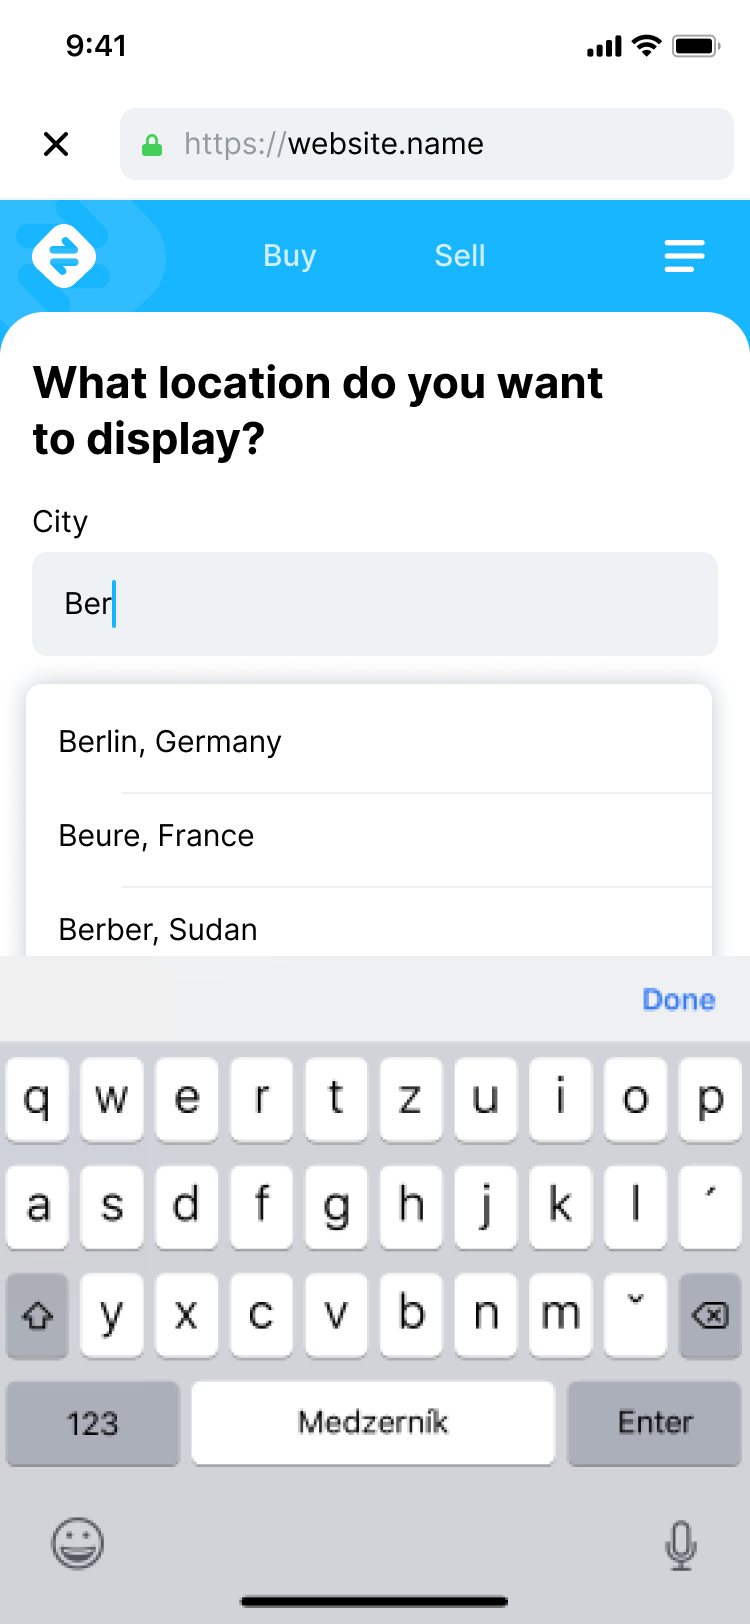 9:41
https://website.name
Buy Sell
What location do you want
to display?
City
Ber
Berlin, Germany
Beure, France
Berber, Sudan
Done
q w e r t z u i o p
a s d f g h j k l ´
y x c v b n m ˇ
123 Medzerník Enter